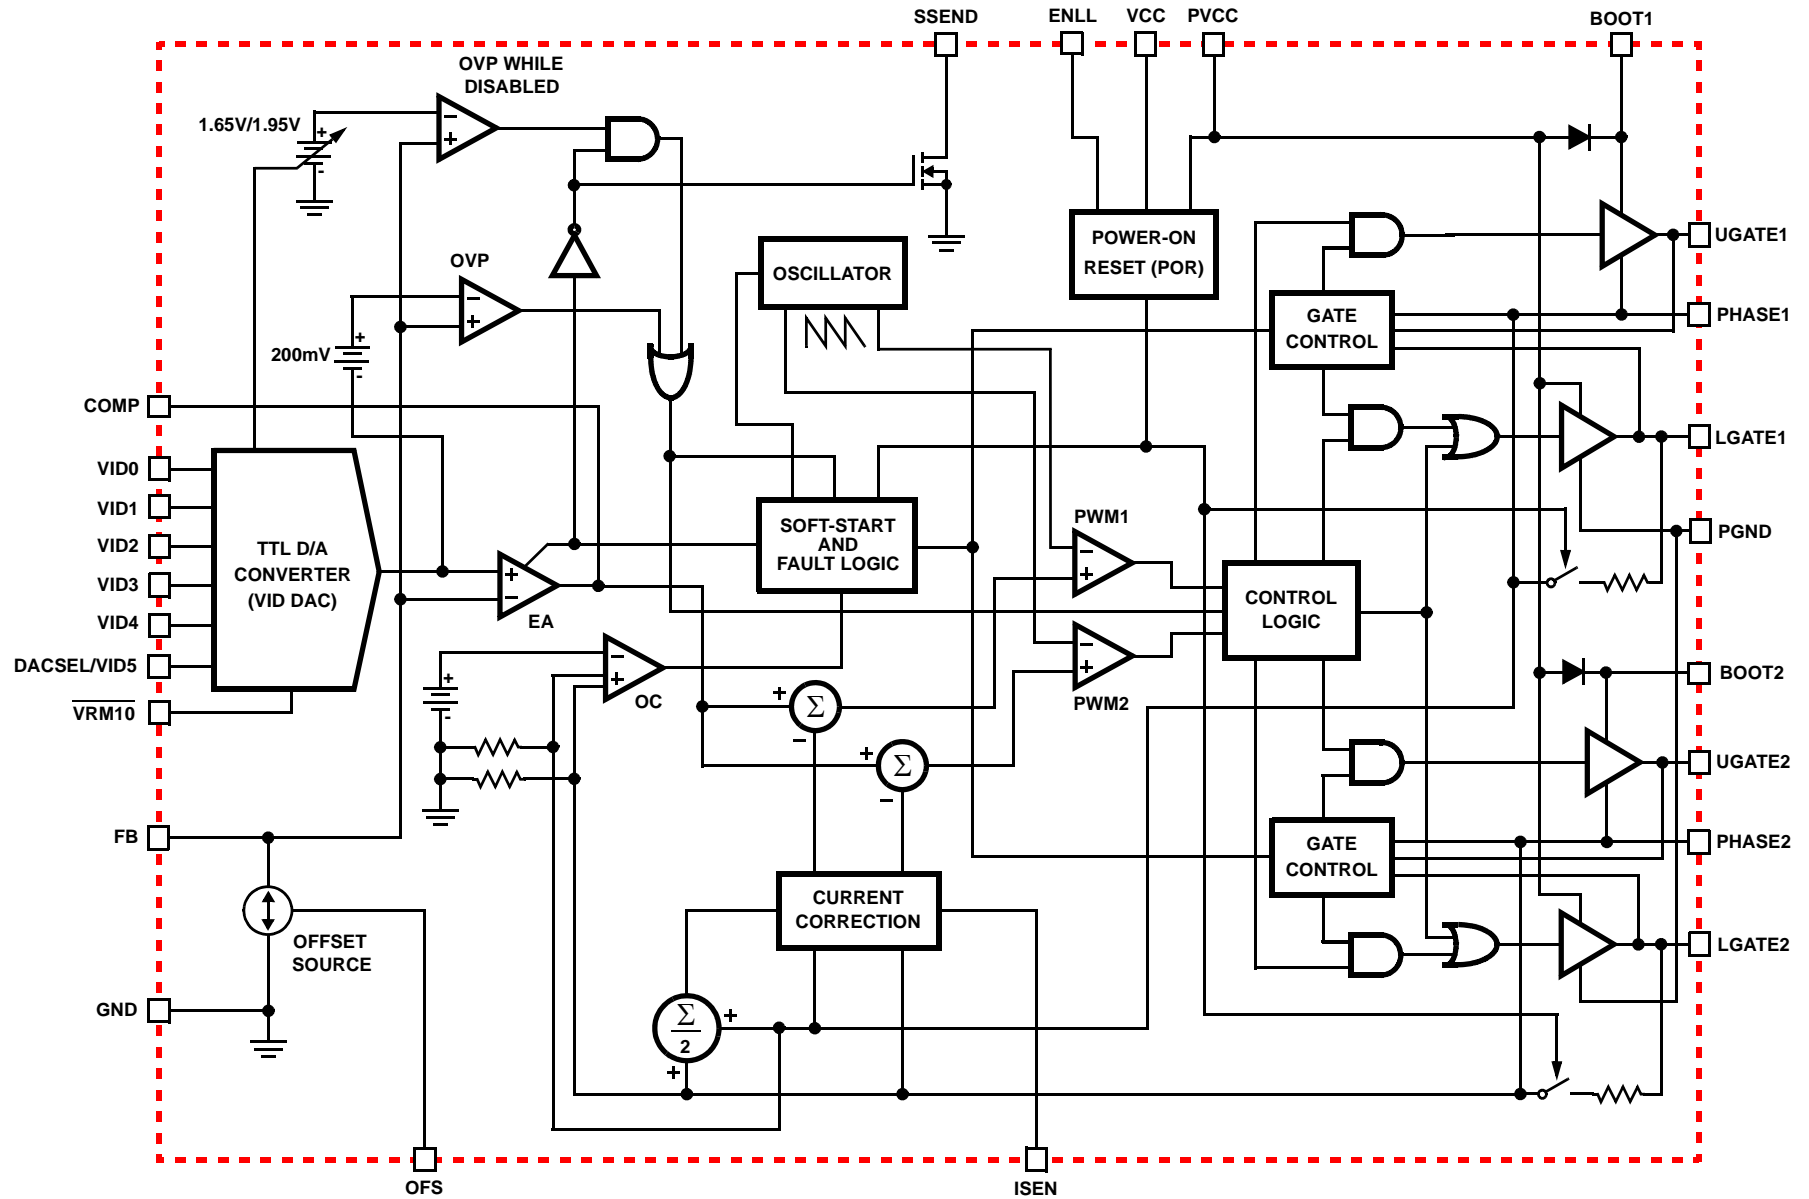 SSEND
ENLL
VCC
PVCC
BOOT1
OVP WHILE
DISABLED
1.65V/1.95V
+
-
−
+
OVP
−
+
200mV
+
-
OSCILLATOR
POWER-ON
RESET (POR)
UGATE1
GATE
CONTROL
PHASE1
COMP
LGATE1
VID0
VID1
VID2
VID3
VID4
DACSEL/VID5
VRM10
TTL D/A
CONVERTER
(VID DAC)
+
−
EA
SOFT-START
AND
FAULT LOGIC
PWM1
−
+
PGND
CONTROL
LOGIC
−
+
PWM2
+
-
−
+
+
OC
+
Σ
−
+
Σ
−
BOOT2
UGATE2
FB
GATE
CONTROL
PHASE2
CURRENT
CORRECTION
OFFSET
SOURCE
LGATE2
GND
Σ
2
+
+
OFS
ISEN